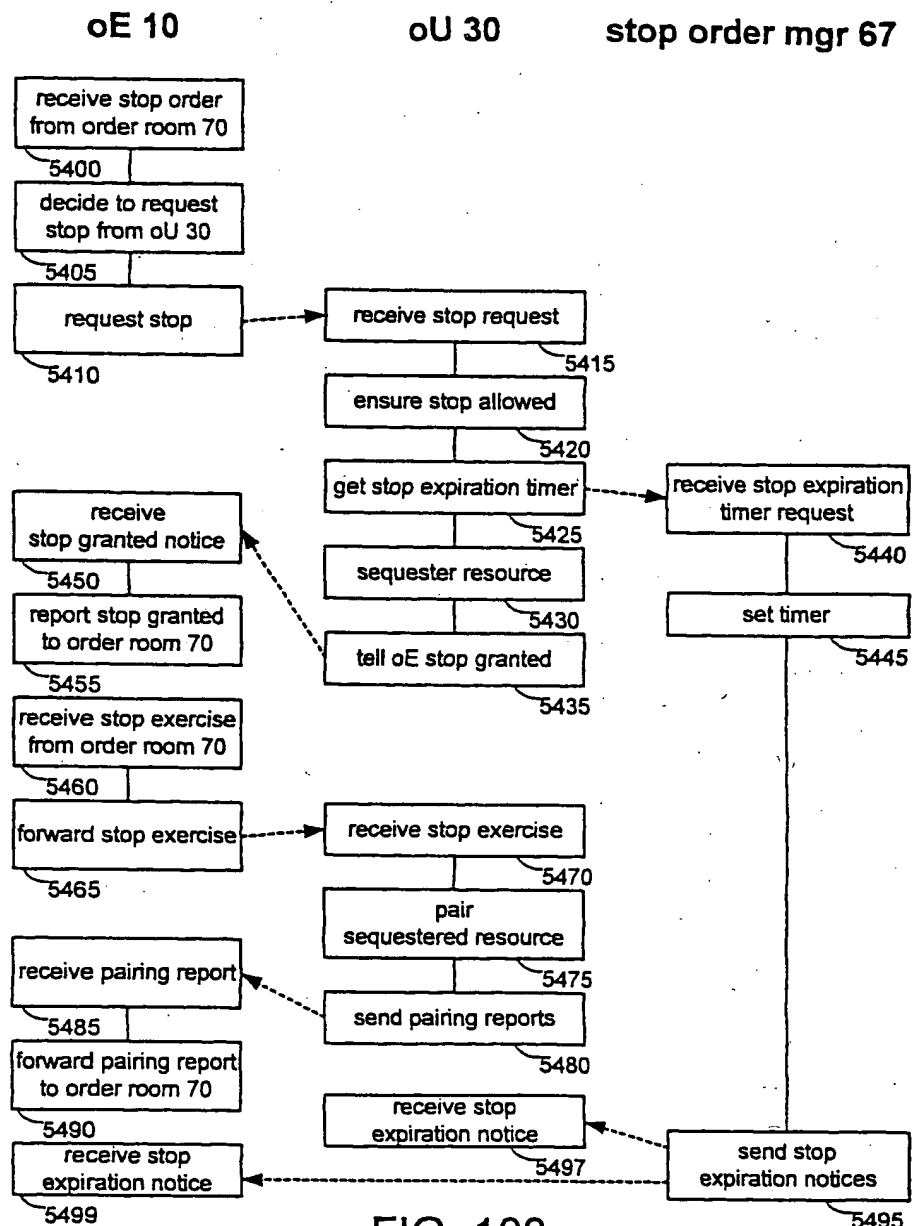 oE 10
oU 30
stop order mgr 67
receive stop order
from order room 70
5400
decide to request
stop from oU 30
5405
request stop
5410
receive stop request
5415
ensure stop allowed
5420
get stop expiration timer
5425
receive stop expiration
timer request
5440
receive
stop granted notice
5450
sequester resource
5430
set timer
5445
report stop granted
to order room 70
5455
tell oE stop granted
5435
receive stop exercise
from order room 70
5460
forward stop exercise
5465
receive stop exercise
5470
pair
sequestered resource
5475
receive pairing report
5485
send pairing reports
5480
forward pairing report
to order room 70
5490
receive stop
expiration notice
5497
send stop
expiration notices
5495
receive stop
expiration notice
5499